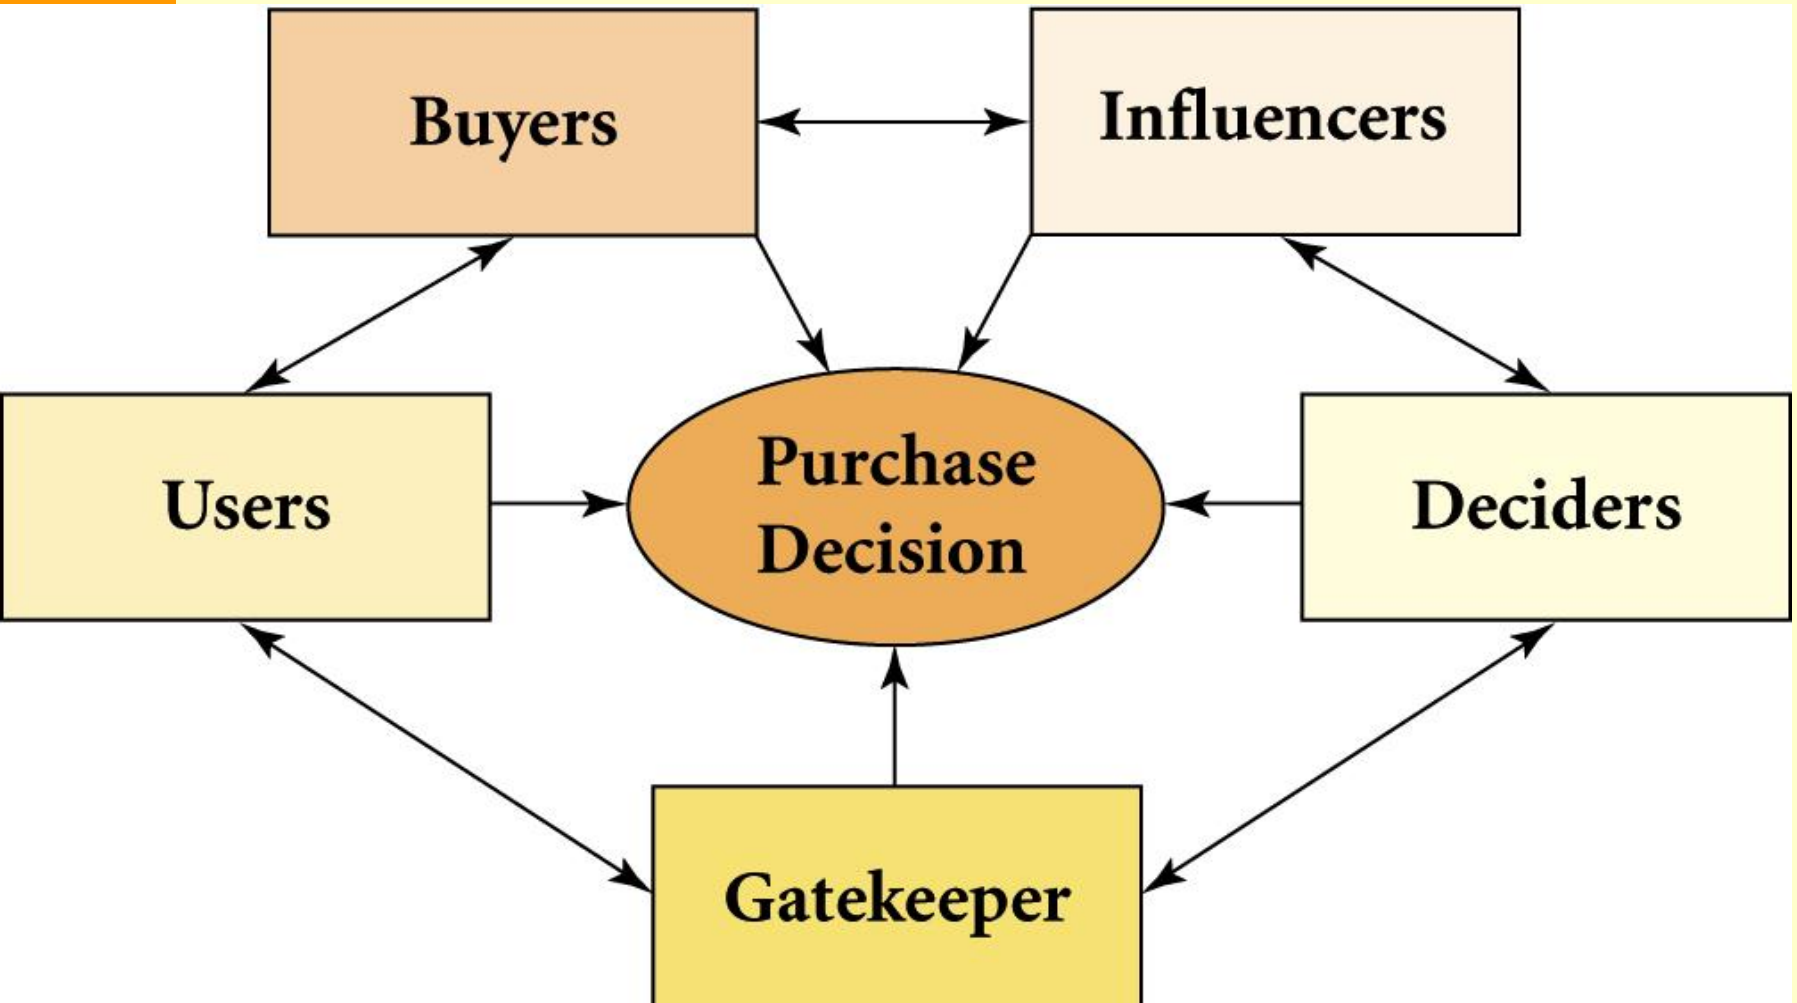 Buyers
Influencers
Users
Purchase
Decision
Deciders
Gatekeeper